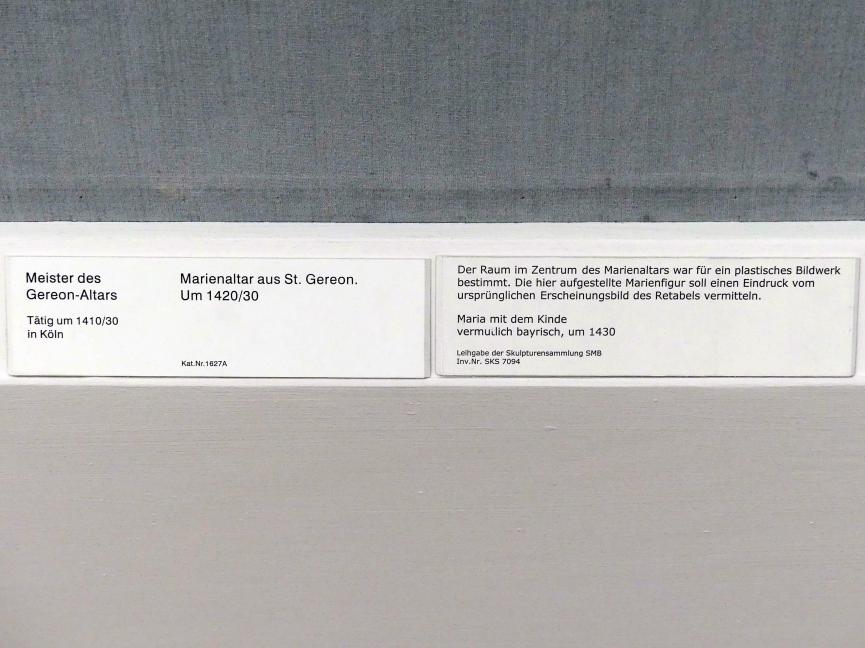 Meister des
Gereon-Altars
Tätig um 1410/30
in Köln
Marienaltar aus St. Gereon.
Um 1420/30
Kat.Nr.1627A
Der Raum im Zentrum des Marienaltars war für ein plastisches Bildwerk
bestimmt. Die hier aufgestellte Marienfigur soll einen Eindruck vom
ursprünglichen Erscheinungsbild des Retabels vermitteln.
Maria mit dem Kinde
vermutlich bayrisch, um 1430
Leihgabe der Skulpturensammlung SMB
Inv.Nr. SKS 7094